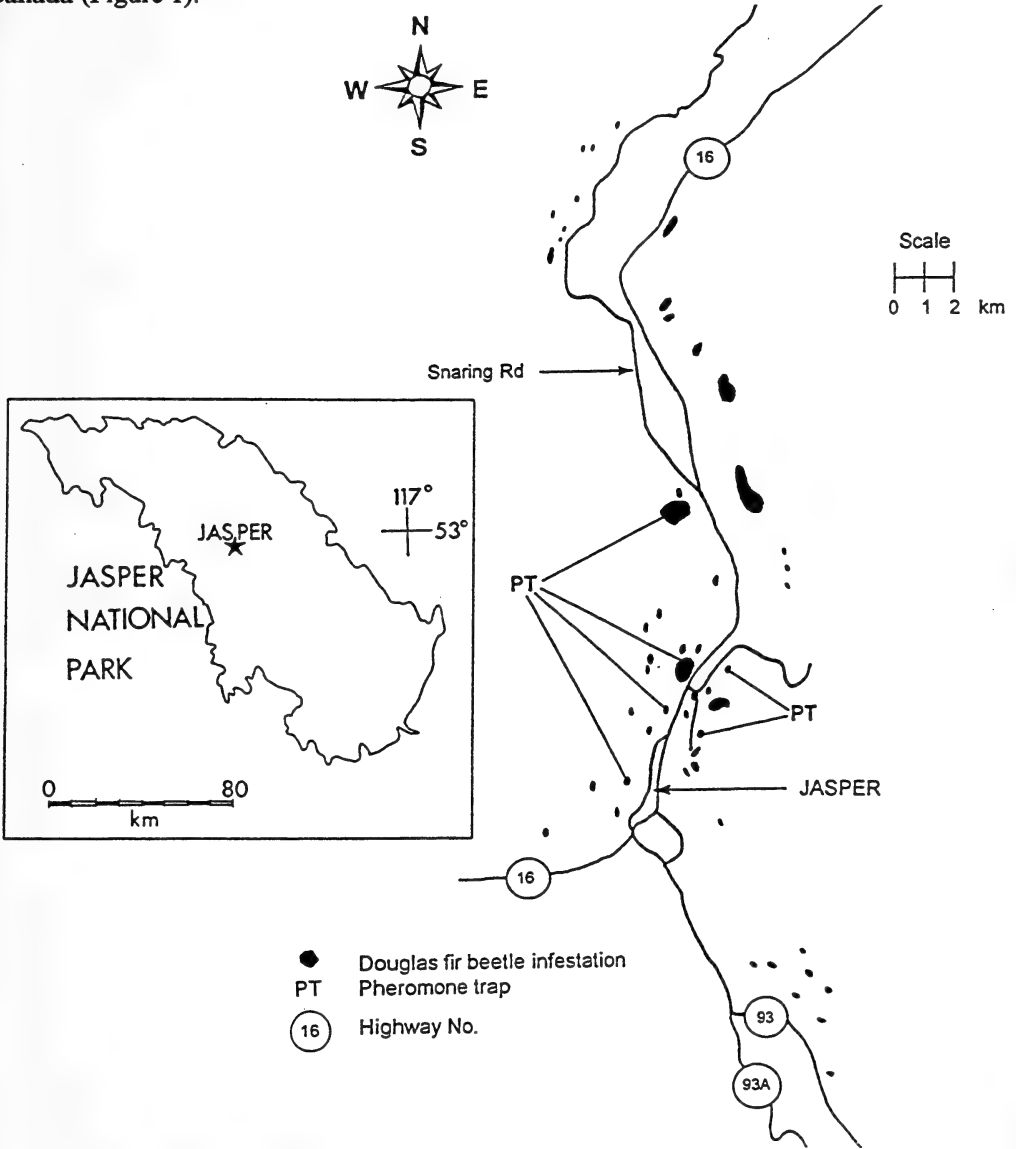 Canada (Figure 1).
N
W E
S
16
Scale
0 1 2 km
Snaring Rd
117°
53°
JASPER
JASPER
NATIONAL
PARK
0 80
km
PT
PT
JASPER
16
Douglas fir beetle infestation
PT Pheromone trap
16 Highway No.
93
93A